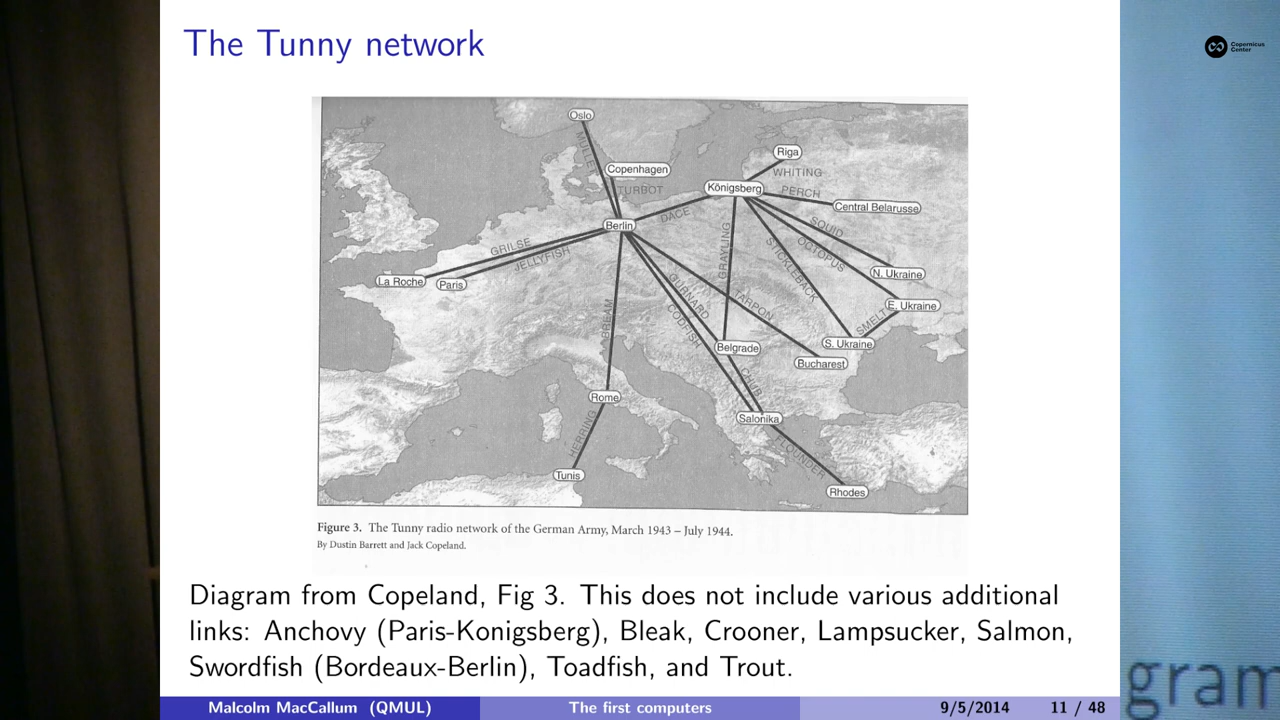 The Tunny network
Copernicus
Center
Oslo
MULLET
Copenhagen
TURBOT
Riga
WHITING
Königsberg
PERCH
Central Belarusse
DACE
Berlin
SQUID
GRILSE
JELLYFISH
GRAYLING
OCTOPUS
STICKLEBACK
La Roche
Paris
N. Ukraine
GURNARD
TARPON
CODFISH
BREAM
E. Ukraine
SMELT
Belgrade
S. Ukraine
Bucharest
CHUB
Rome
Salonika
HERRING
FLOUNDER
Tunis
Rhodes
Figure 3. The Tunny radio network of the German Army, March 1943 – July 1944.
By Dustin Barrett and Jack Copeland.
Diagram from Copeland, Fig 3. This does not include various additional
links: Anchovy (Paris-Konigsberg), Bleak, Crooner, Lampsucker, Salmon,
Swordfish (Bordeaux-Berlin), Toadfish, and Trout.
gram
Malcolm MacCallum (QMUL) The first computers 9/5/2014 11 / 48